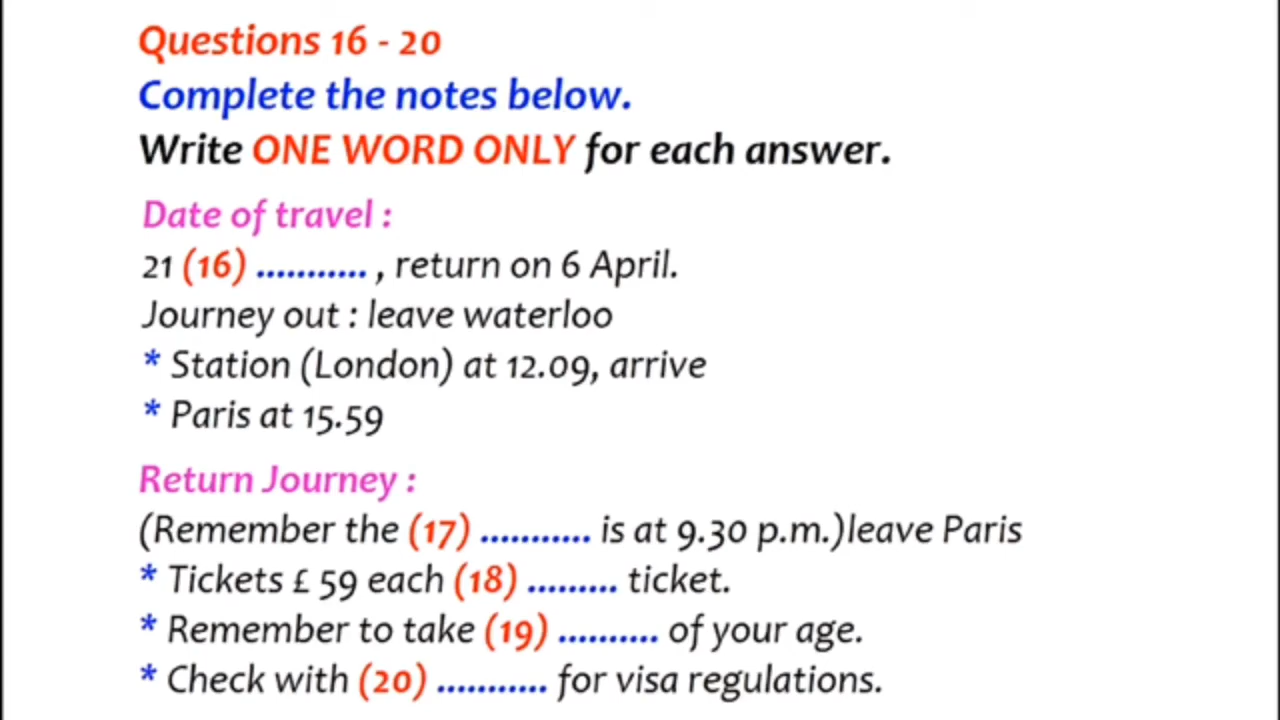 Questions 16 - 20
Complete the notes below.
Write ONE WORD ONLY for each answer.
Date of travel :
21 (16) ........... , return on 6 April.
Journey out : leave waterloo
* Station (London) at 12.09, arrive
* Paris at 15.59
Return Journey :
(Remember the (17) ........... is at 9.30 p.m.)leave Paris
* Tickets £ 59 each (18) ......... ticket.
* Remember to take (19) .......... of your age.
* Check with (20) ........... for visa regulations.